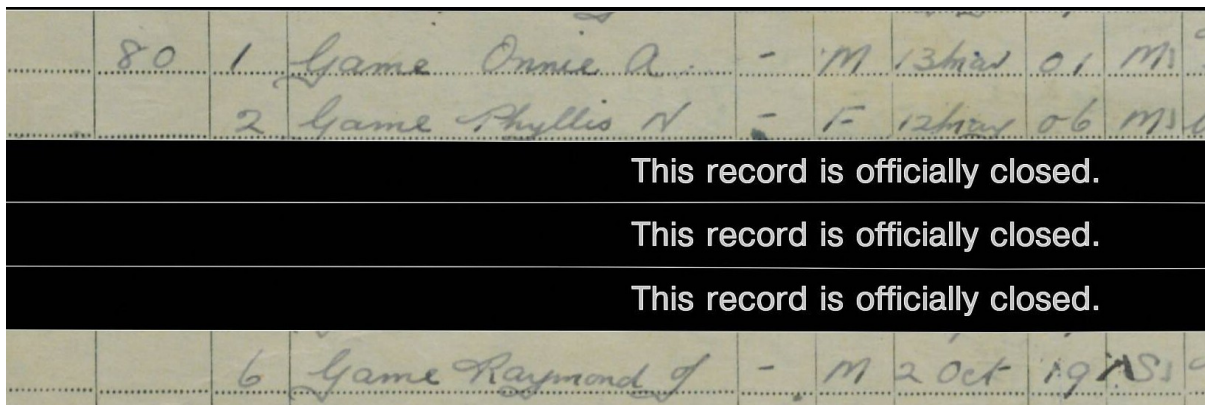 80 1 Game Onnie A. - M 13 Mar 01 M
2 Game Phyllis N - F 12 Mar 06 M
This record is officially closed.
This record is officially closed.
This record is officially closed.
6 Game Raymond J - M 2 Oct 19 S